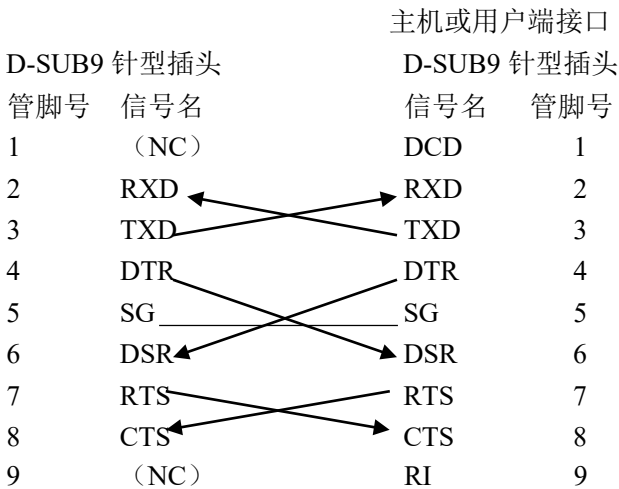 主机或用户端接口
D-SUB9 针型插头 D-SUB9 针型插头
管脚号 信号名 信号名 管脚号
1 （NC） DCD 1
2 RXD RXD 2
3 TXD TXD 3
4 DTR DTR 4
5 SG SG 5
6 DSR DSR 6
7 RTS RTS 7
8 CTS CTS 8
9 （NC） RI 9